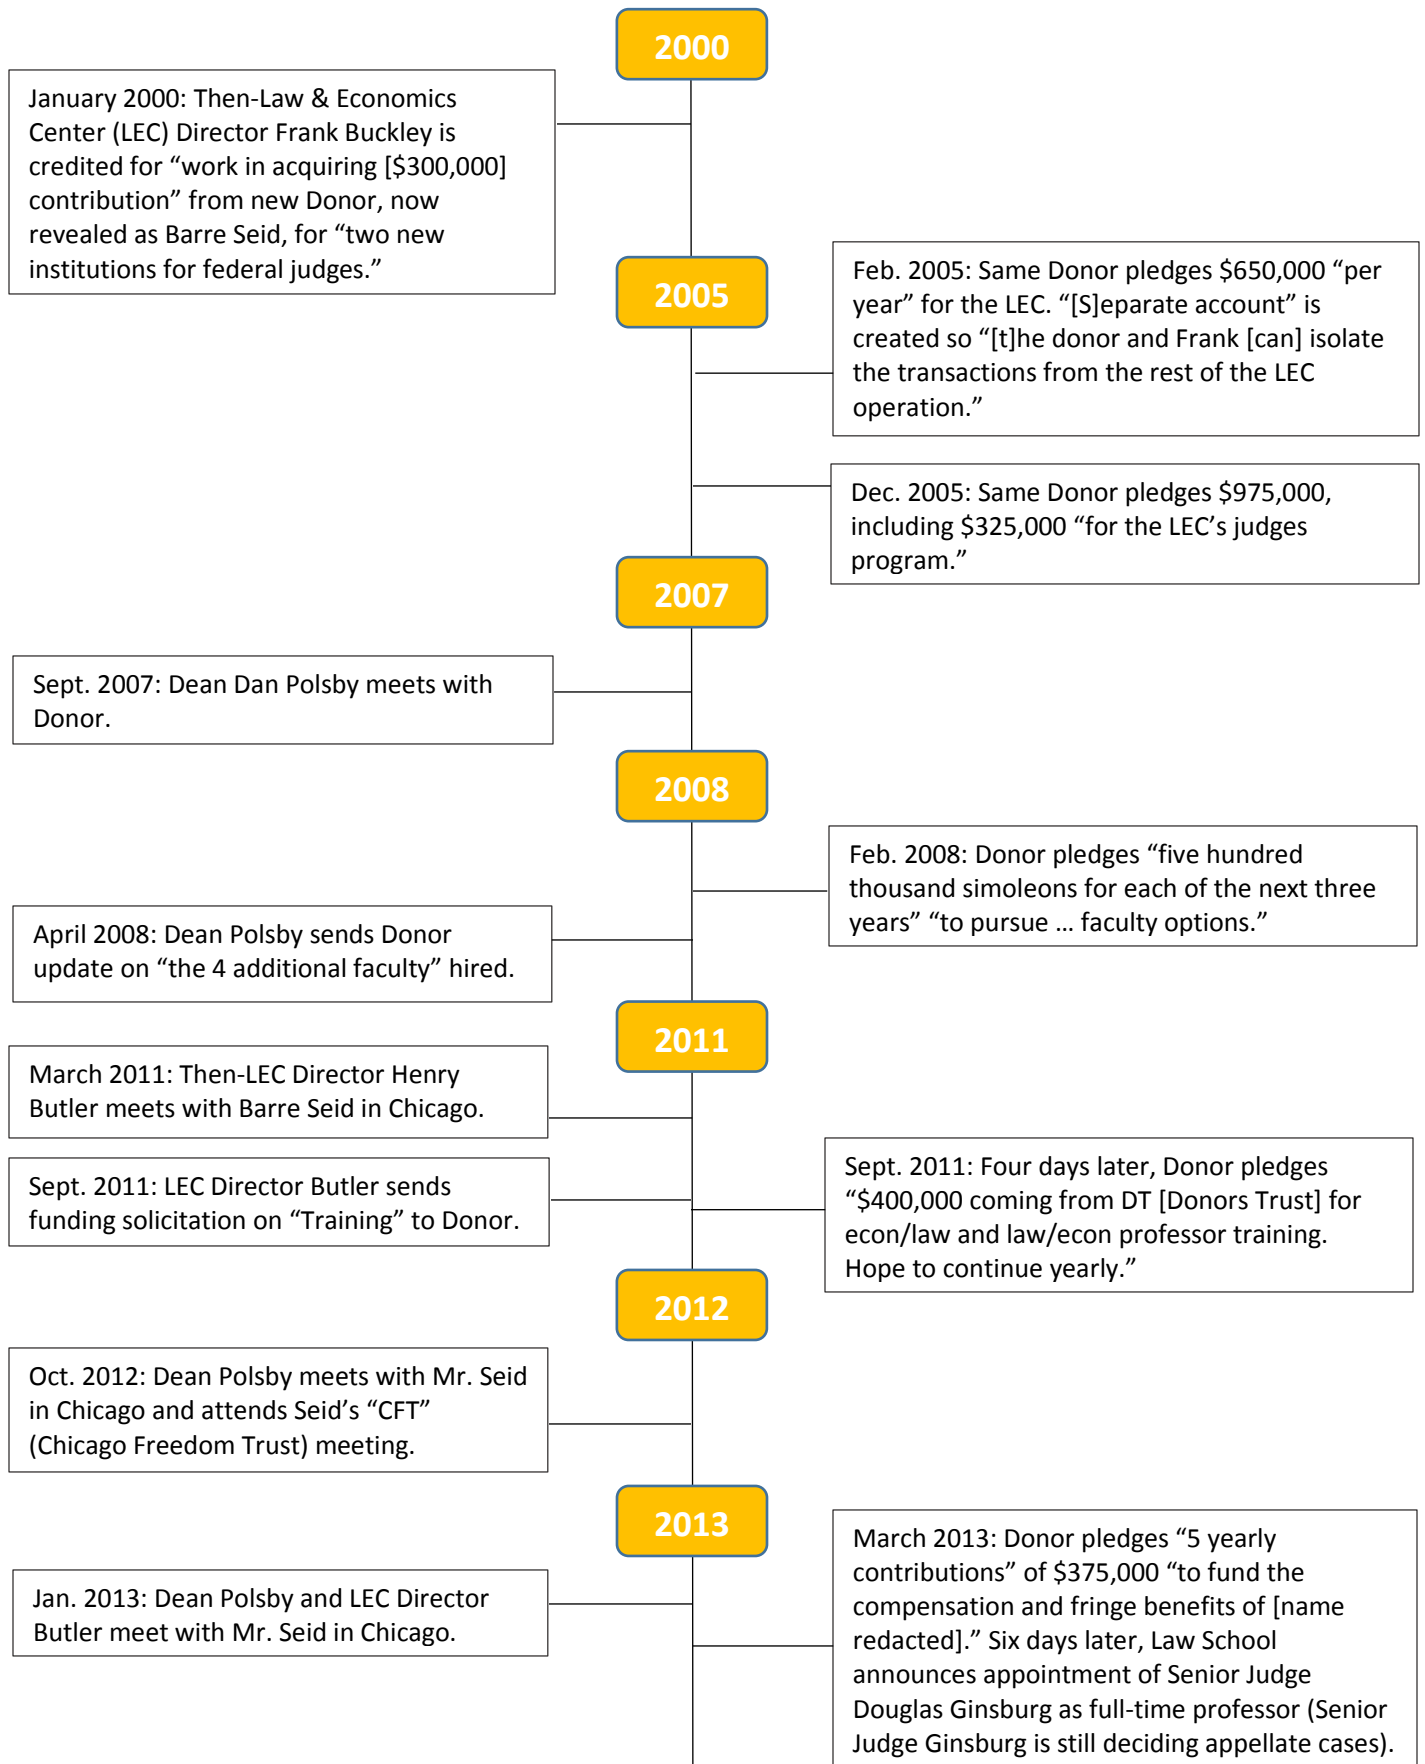 2000
January 2000: Then-Law & Economics
Center (LEC) Director Frank Buckley is
credited for “work in acquiring [$300,000]
contribution” from new Donor, now
revealed as Barre Seid, for “two new
institutions for federal judges.”
2005
Feb. 2005: Same Donor pledges $650,000 “per
year” for the LEC. “[S]eparate account” is
created so “[t]he donor and Frank [can] isolate
the transactions from the rest of the LEC
operation.”
Dec. 2005: Same Donor pledges $975,000,
including $325,000 “for the LEC’s judges
program.”
2007
Sept. 2007: Dean Dan Polsby meets with
Donor.
2008
Feb. 2008: Donor pledges “five hundred
thousand simoleons for each of the next three
years” “to pursue … faculty options.”
April 2008: Dean Polsby sends Donor
update on “the 4 additional faculty” hired.
2011
March 2011: Then-LEC Director Henry
Butler meets with Barre Seid in Chicago.
Sept. 2011: LEC Director Butler sends
funding solicitation on “Training” to Donor.
Sept. 2011: Four days later, Donor pledges
“$400,000 coming from DT [Donors Trust] for
econ/law and law/econ professor training.
Hope to continue yearly.”
2012
Oct. 2012: Dean Polsby meets with Mr. Seid
in Chicago and attends Seid’s “CFT”
(Chicago Freedom Trust) meeting.
2013
Jan. 2013: Dean Polsby and LEC Director
Butler meet with Mr. Seid in Chicago.
March 2013: Donor pledges “5 yearly
contributions” of $375,000 “to fund the
compensation and fringe benefits of [name
redacted].” Six days later, Law School
announces appointment of Senior Judge
Douglas Ginsburg as full-time professor (Senior
Judge Ginsburg is still deciding appellate cases).